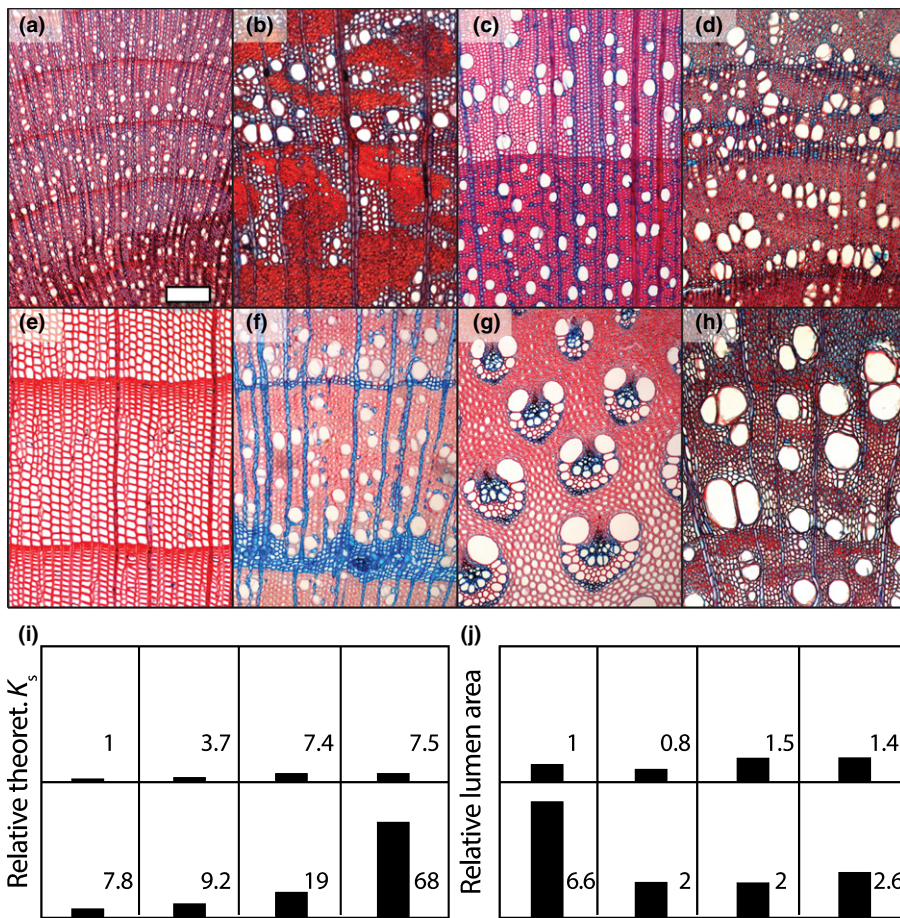 (a)
(b)
(c)
(d)
(e)
(f)
(g)
(h)
(i)
(j)
Relative theoret. Ks
1
3.7
7.4
7.5
7.8
9.2
19
68
Relative lumen area
1
0.8
1.5
1.4
6.6
2
2
2.6